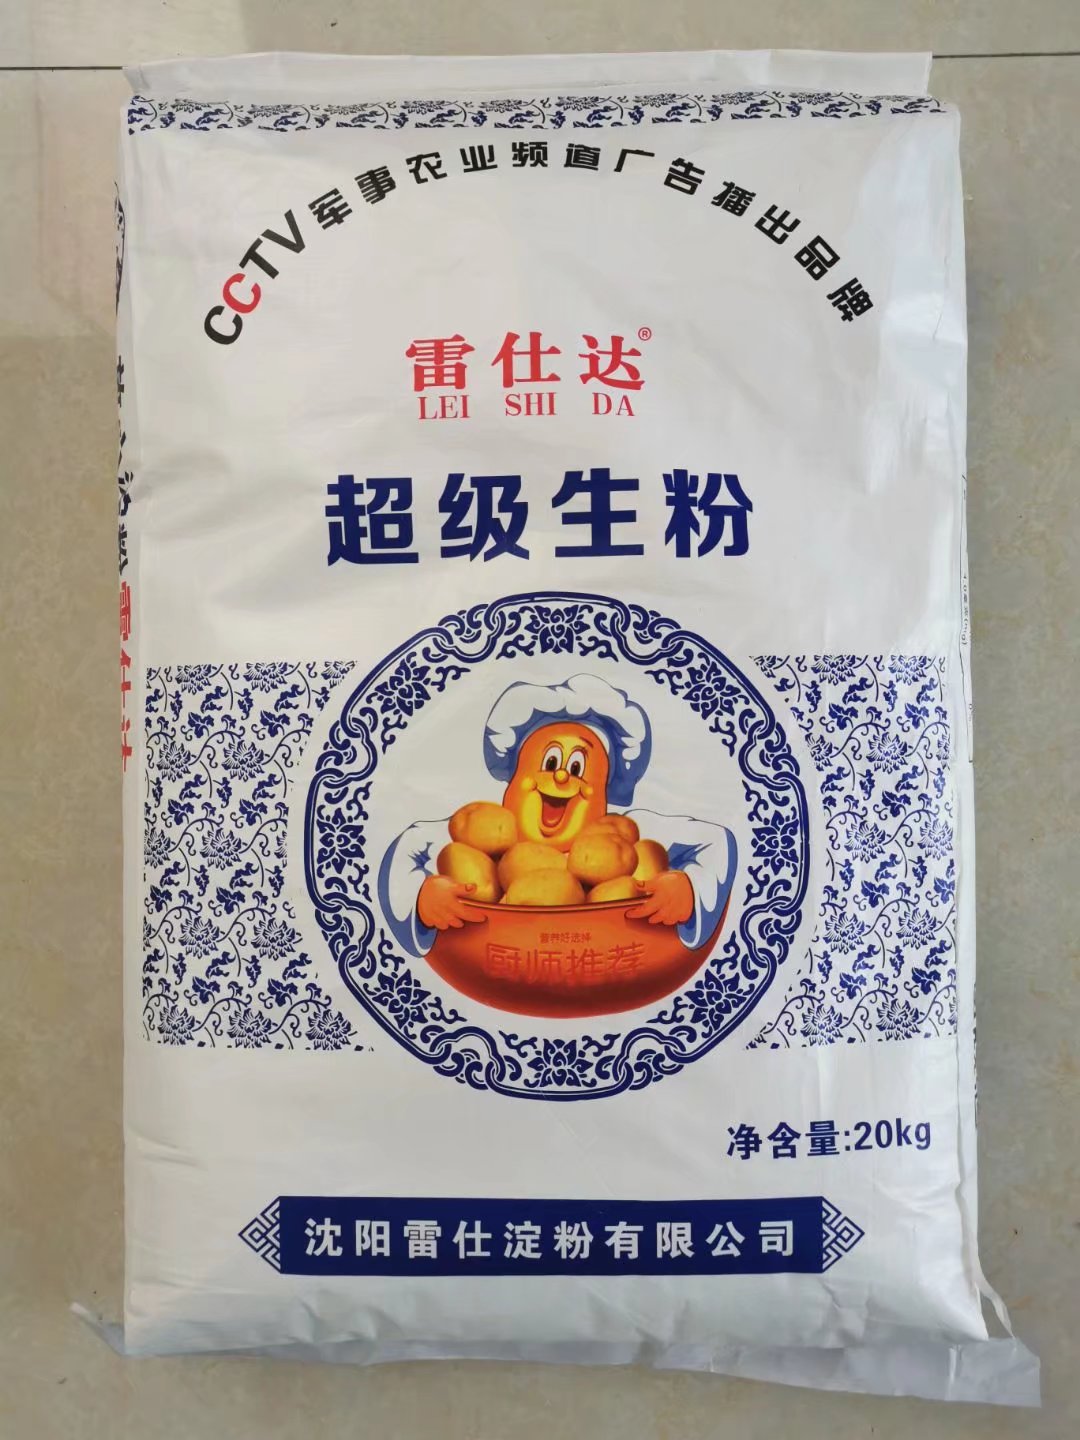 CCTV军事农业频道广告播出品牌
雷仕达®
LEI SHI DA
超级生粉
营养好选择
厨师推荐
净含量:20kg
沈阳雷仕淀粉有限公司